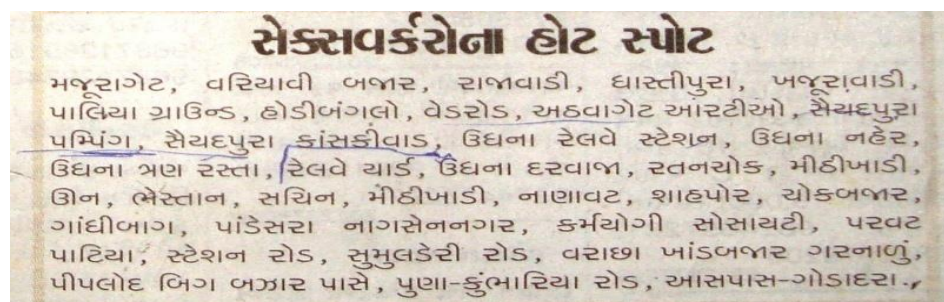 સેક્સવર્કરોના હોટ સ્પોટ
મજૂરાગેટ, વરિયાવી બજાર, રાજાવાડી, ધાસ્તીપુરા, ખજૂરાવાડી,
પાલિયા ગ્રાઉન્ડ, હોડીબંગલો, વેડરોડ, અઠવાગેટ આરટીઓ, સૈયદપુરા
પમ્પિંગ, સૈયદપુરા કાંસકીવાડ, ઉધના રેલવે સ્ટેશન, ઉધના નહેર,
ઉધના ત્રણ રસ્તા, રેલવે યાર્ડ, ઉધના દરવાજા, રતનચોક, મીઠીખાડી,
ઊન, ભેસ્તાન, સચિન, મીઠીખાડી, નાણાવટ, શાહપોર, ચોકબજાર,
ગાંધીબાગ, પાંડેસરા નાગસેનનગર, કર્મયોગી સોસાયટી, પરવટ
પાટિયા, સ્ટેશન રોડ, સુમુલડેરી રોડ, વરાછા ખાંડબજાર ગરનાળું,
પીપલોદ બિગ બઝાર પાસે, પુણા-કુંભારિયા રોડ, આસપાસ-ગોડાદરા.